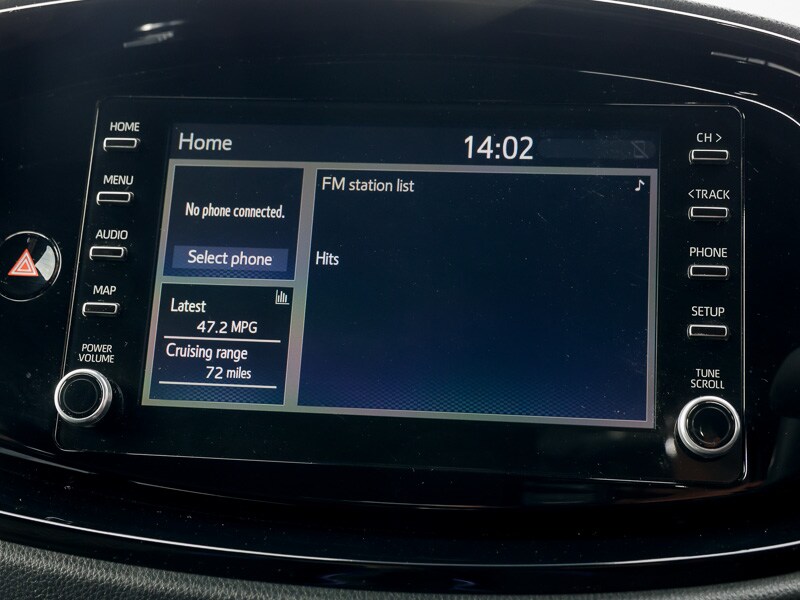 HOME
MENU
AUDIO
MAP
POWER
VOLUME
Home
14:02
No phone connected.
Select phone
Latest
47.2 MPG
Cruising range
72 miles
FM station list
Hits
CH >
<TRACK
PHONE
SETUP
TUNE
SCROLL